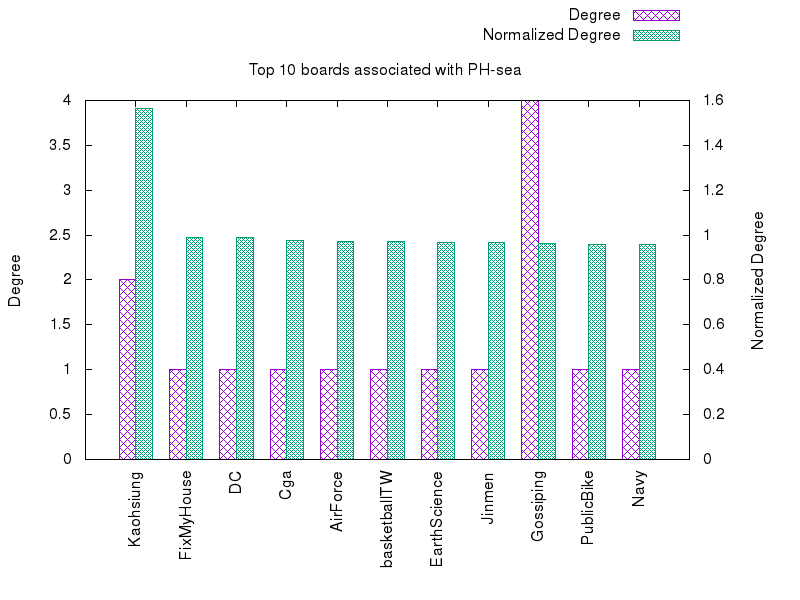 Degree
Normalized Degree
Top 10 boards associated with PH-sea
4
3.5
3
2.5
2
1.5
1
0.5
0
1.6
1.4
1.2
1
0.8
0.6
0.4
0.2
0
Degree
Normalized Degree
Kaohsiung
FixMyHouse
DC
Cga
AirForce
basketballTW
EarthScience
Jinmen
Gossiping
PublicBike
Navy